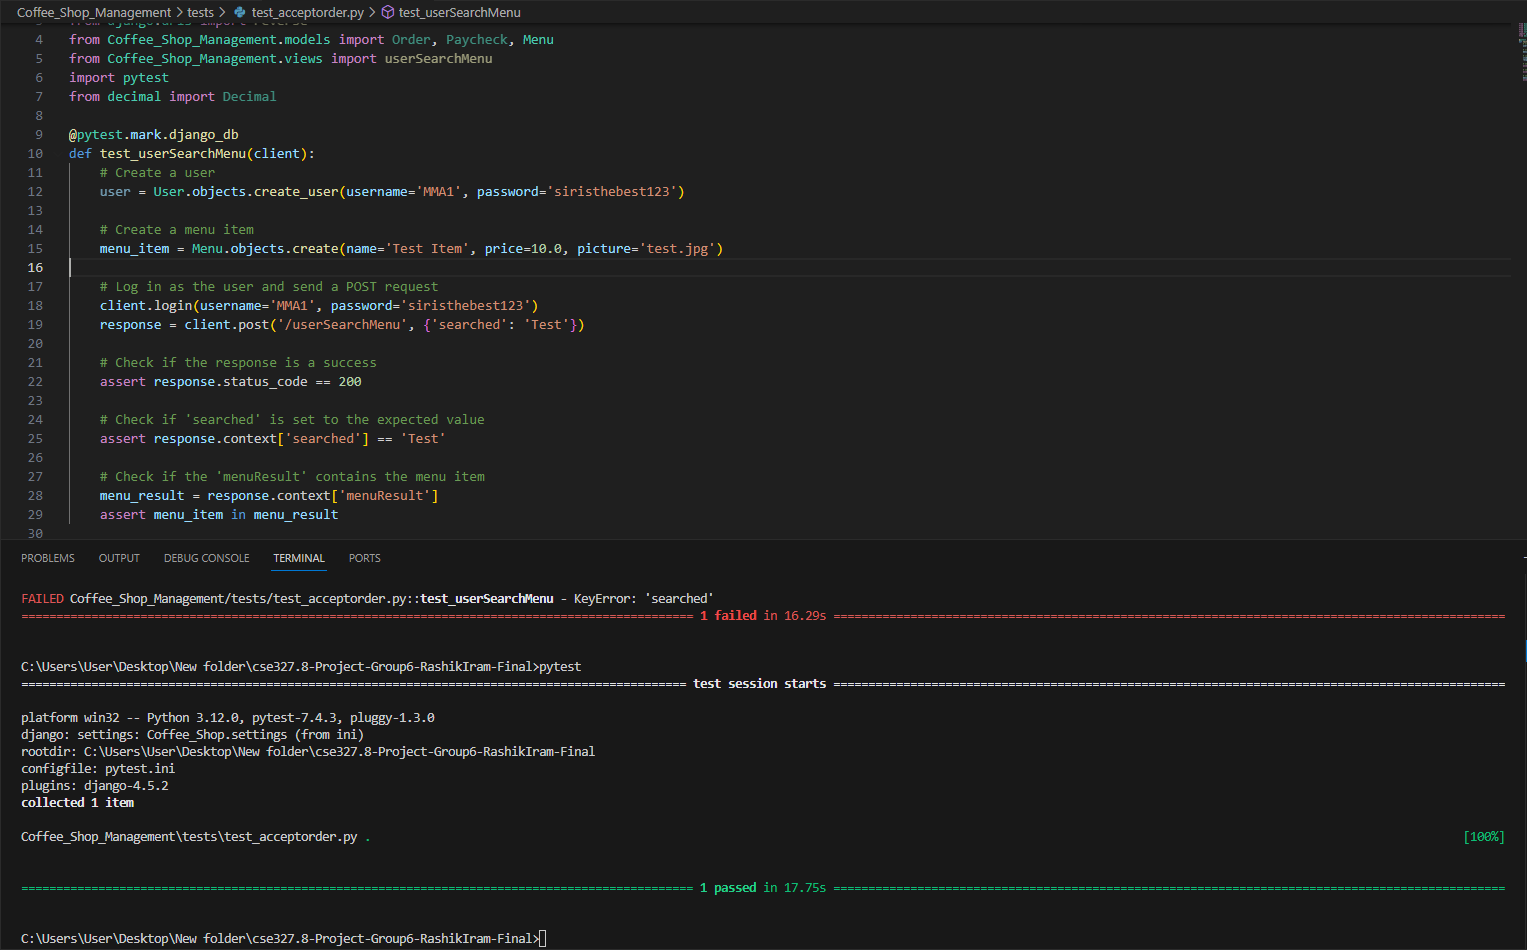 Coffee_Shop_Management > tests > test_acceptorder.py > test_userSearchMenu
4 from Coffee_Shop_Management.models import Order, Paycheck, Menu
5 from Coffee_Shop_Management.views import userSearchMenu
6 import pytest
7 from decimal import Decimal
8
9 @pytest.mark.django_db
10 def test_userSearchMenu(client):
11     # Create a user
12     user = User.objects.create_user(username='MMA1', password='siristhebest123')
13
14     # Create a menu item
15     menu_item = Menu.objects.create(name='Test Item', price=10.0, picture='test.jpg')
16
17     # Log in as the user and send a POST request
18     client.login(username='MMA1', password='siristhebest123')
19     response = client.post('/userSearchMenu', {'searched': 'Test'})
20
21     # Check if the response is a success
22     assert response.status_code == 200
23
24     # Check if 'searched' is set to the expected value
25     assert response.context['searched'] == 'Test'
26
27     # Check if the 'menuResult' contains the menu item
28     menu_result = response.context['menuResult']
29     assert menu_item in menu_result
30
PROBLEMS OUTPUT DEBUG CONSOLE TERMINAL PORTS
FAILED Coffee_Shop_Management/tests/test_acceptorder.py::test_userSearchMenu - KeyError: 'searched'
1 failed in 16.29s
C:\Users\User\Desktop\New folder\cse327.8-Project-Group6-RashikIram-Final>pytest
test session starts
platform win32 -- Python 3.12.0, pytest-7.4.3, pluggy-1.3.0
django: settings: Coffee_Shop.settings (from ini)
rootdir: C:\Users\User\Desktop\New folder\cse327.8-Project-Group6-RashikIram-Final
configfile: pytest.ini
plugins: django-4.5.2
collected 1 item
Coffee_Shop_Management\tests\test_acceptorder.py . [100%]
1 passed in 17.75s
C:\Users\User\Desktop\New folder\cse327.8-Project-Group6-RashikIram-Final>